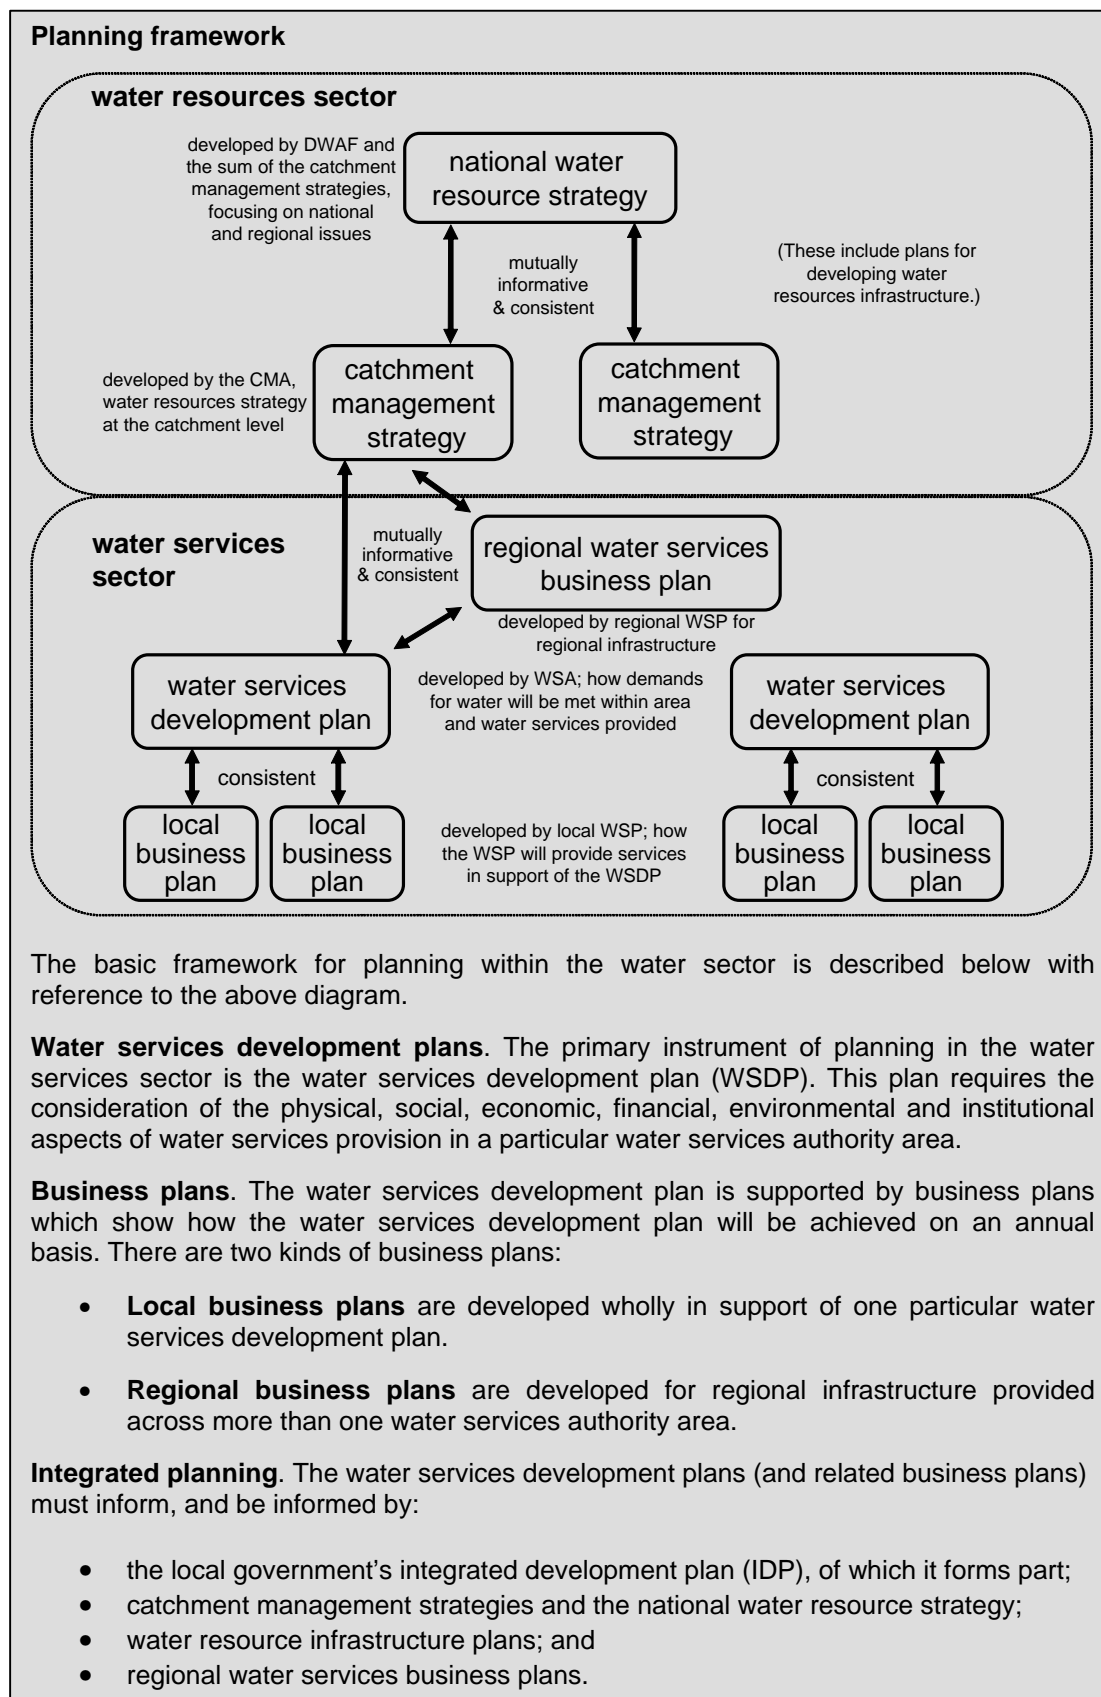 Planning framework
water resources sector
developed by DWAF and
the sum of the catchment
management strategies,
focusing on national
and regional issues
national water
resource strategy
mutually
informative
& consistent
(These include plans for
developing water
resources infrastructure.)
developed by the CMA,
water resources strategy
at the catchment level
catchment
management
strategy
catchment
management
strategy
water services
sector
mutually
informative
& consistent
regional water services
business plan
developed by regional WSP for
regional infrastructure
water services
development plan
developed by WSA; how demands
for water will be met within area
and water services provided
water services
development plan
consistent
consistent
local
business
plan
local
business
plan
developed by local WSP; how
the WSP will provide services
in support of the WSDP
local
business
plan
local
business
plan
The basic framework for planning within the water sector is described below with
reference to the above diagram.
Water services development plans. The primary instrument of planning in the water
services sector is the water services development plan (WSDP). This plan requires the
consideration of the physical, social, economic, financial, environmental and institutional
aspects of water services provision in a particular water services authority area.
Business plans. The water services development plan is supported by business plans
which show how the water services development plan will be achieved on an annual
basis. There are two kinds of business plans:
• Local business plans are developed wholly in support of one particular water
services development plan.
• Regional business plans are developed for regional infrastructure provided
across more than one water services authority area.
Integrated planning. The water services development plans (and related business plans)
must inform, and be informed by:
• the local government’s integrated development plan (IDP), of which it forms part;
• catchment management strategies and the national water resource strategy;
• water resource infrastructure plans; and
• regional water services business plans.